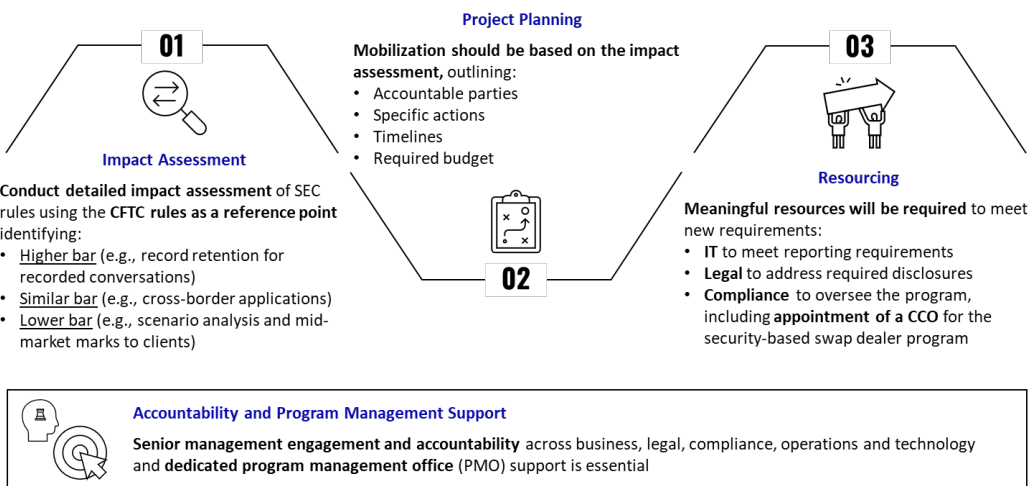 01
Impact Assessment
Conduct detailed impact assessment of SEC
rules using the CFTC rules as a reference point
identifying:
• Higher bar (e.g., record retention for
recorded conversations)
• Similar bar (e.g., cross-border applications)
• Lower bar (e.g., scenario analysis and mid-
market marks to clients)
Project Planning
Mobilization should be based on the impact
assessment, outlining:
• Accountable parties
• Specific actions
• Timelines
• Required budget
02
03
Resourcing
Meaningful resources will be required to meet
new requirements:
• IT to meet reporting requirements
• Legal to address required disclosures
• Compliance to oversee the program,
including appointment of a CCO for the
security-based swap dealer program
Accountability and Program Management Support
Senior management engagement and accountability across business, legal, compliance, operations and technology
and dedicated program management office (PMO) support is essential